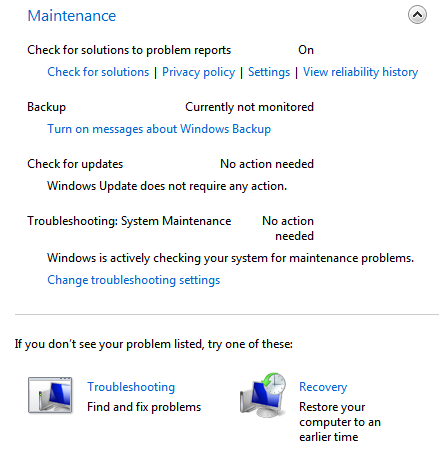 Maintenance
Check for solutions to problem reports On
Check for solutions | Privacy policy | Settings | View reliability history
Backup Currently not monitored
Turn on messages about Windows Backup
Check for updates No action needed
Windows Update does not require any action.
Troubleshooting: System Maintenance No action
needed
Windows is actively checking your system for maintenance problems.
Change troubleshooting settings
If you don't see your problem listed, try one of these:
Troubleshooting
Find and fix problems
Recovery
Restore your
computer to an
earlier time